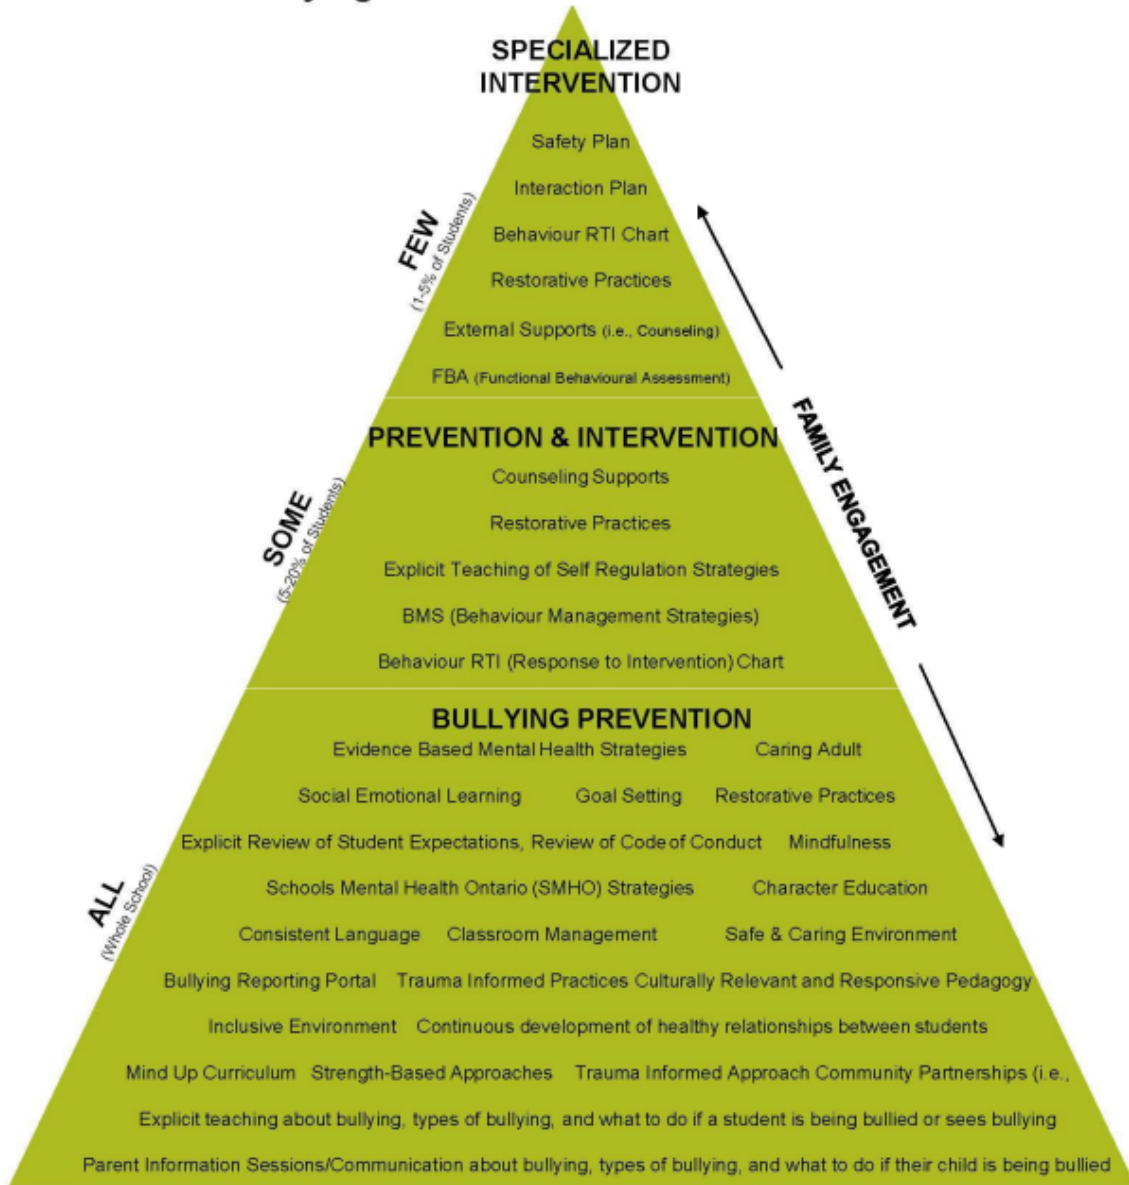 SPECIALIZED
INTERVENTION
Safety Plan
Interaction Plan
Behaviour RTI Chart
Restorative Practices
External Supports (i.e., Counseling)
FBA (Functional Behavioural Assessment)
FEW
(1-5% of Students)
PREVENTION & INTERVENTION
Counseling Supports
Restorative Practices
Explicit Teaching of Self Regulation Strategies
BMS (Behaviour Management Strategies)
Behaviour RTI (Response to Intervention) Chart
SOME
(5-20% of Students)
FAMILY ENGAGEMENT
BULLYING PREVENTION
Evidence Based Mental Health Strategies Caring Adult
Social Emotional Learning Goal Setting Restorative Practices
Explicit Review of Student Expectations, Review of Code of Conduct Mindfulness
Schools Mental Health Ontario (SMHO) Strategies Character Education
Consistent Language Classroom Management Safe & Caring Environment
Bullying Reporting Portal Trauma Informed Practices Culturally Relevant and Responsive Pedagogy
Inclusive Environment Continuous development of healthy relationships between students
Mind Up Curriculum Strength-Based Approaches Trauma Informed Approach Community Partnerships (i.e.,
Explicit teaching about bullying, types of bullying, and what to do if a student is being bullied or sees bullying
Parent Information Sessions/Communication about bullying, types of bullying, and what to do if their child is being bullied
ALL
(Whole School)